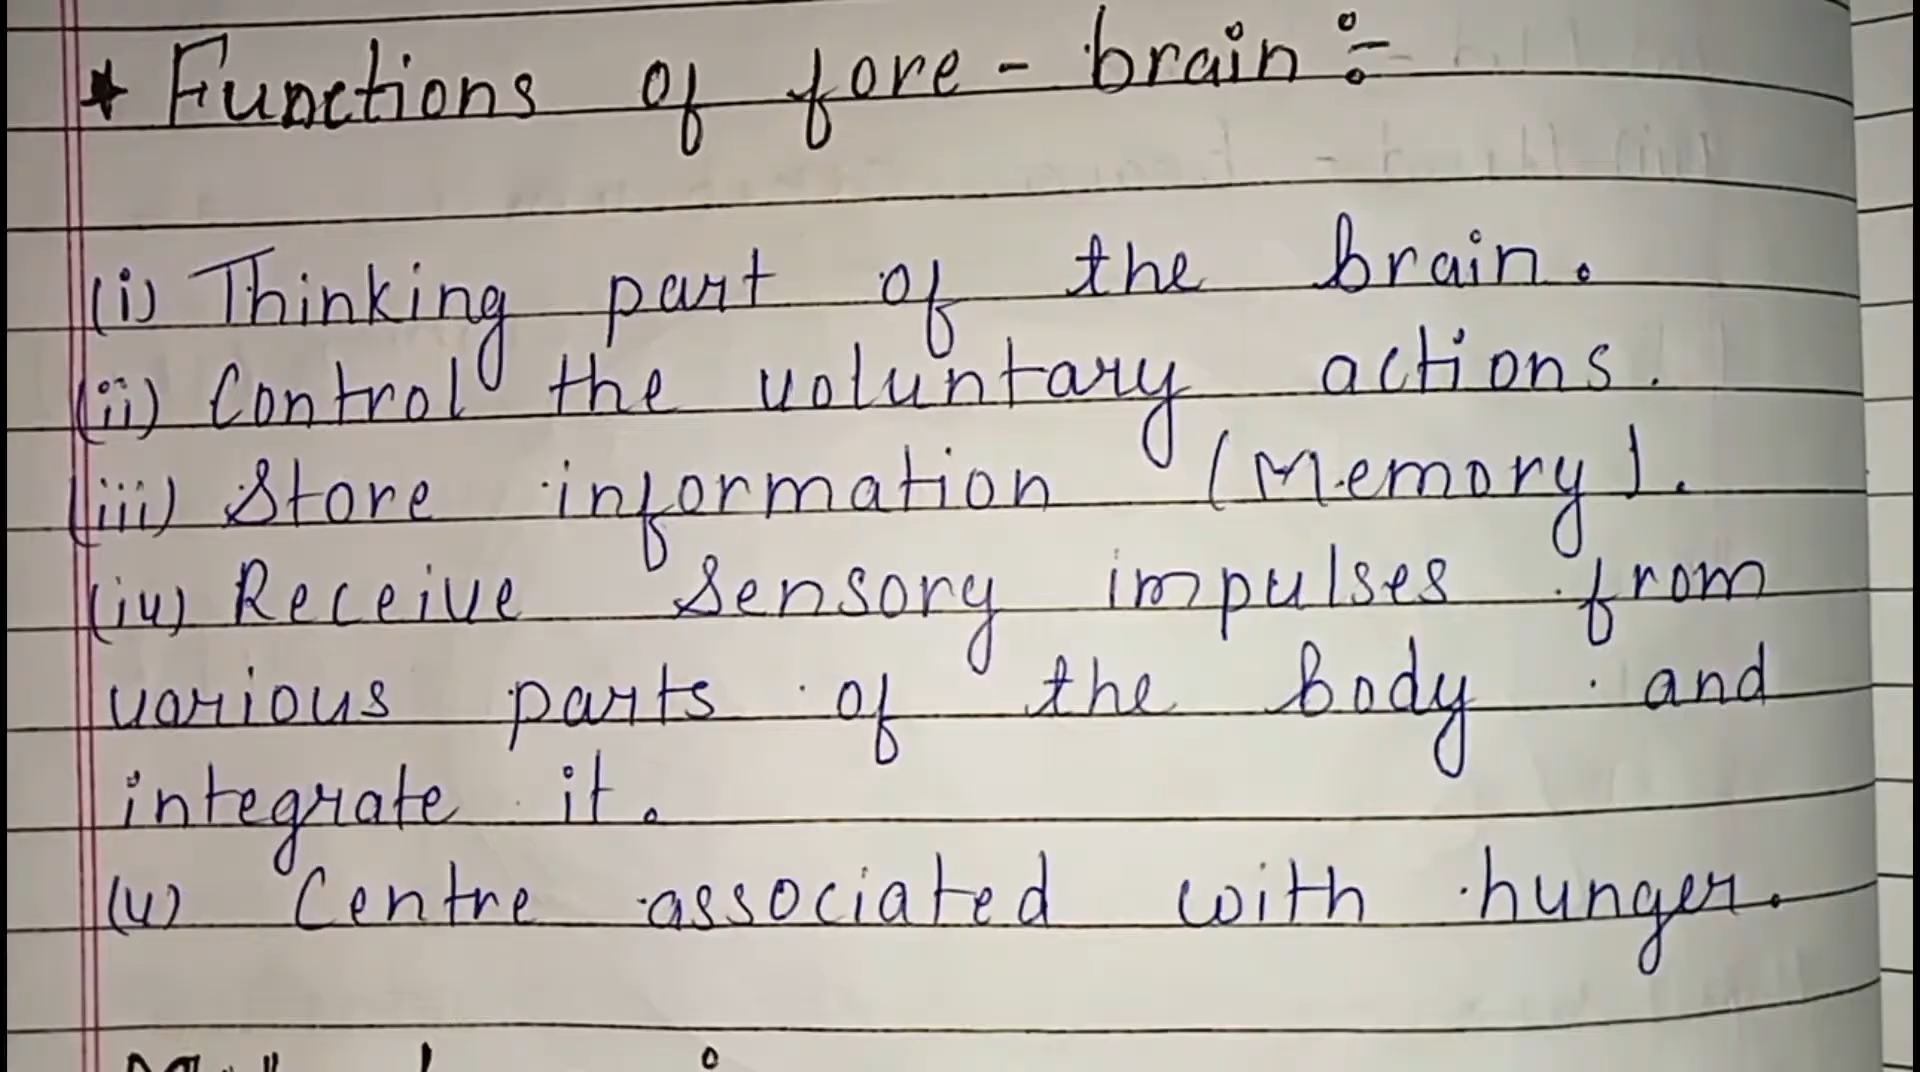 * Functions of fore-brain :-
(i) Thinking part of the brain.
(ii) Control the voluntary actions.
(iii) Store information (Memory).
(iv) Receive sensory impulses from
various parts of the body and
integrate it.
(v) Centre associated with hunger.